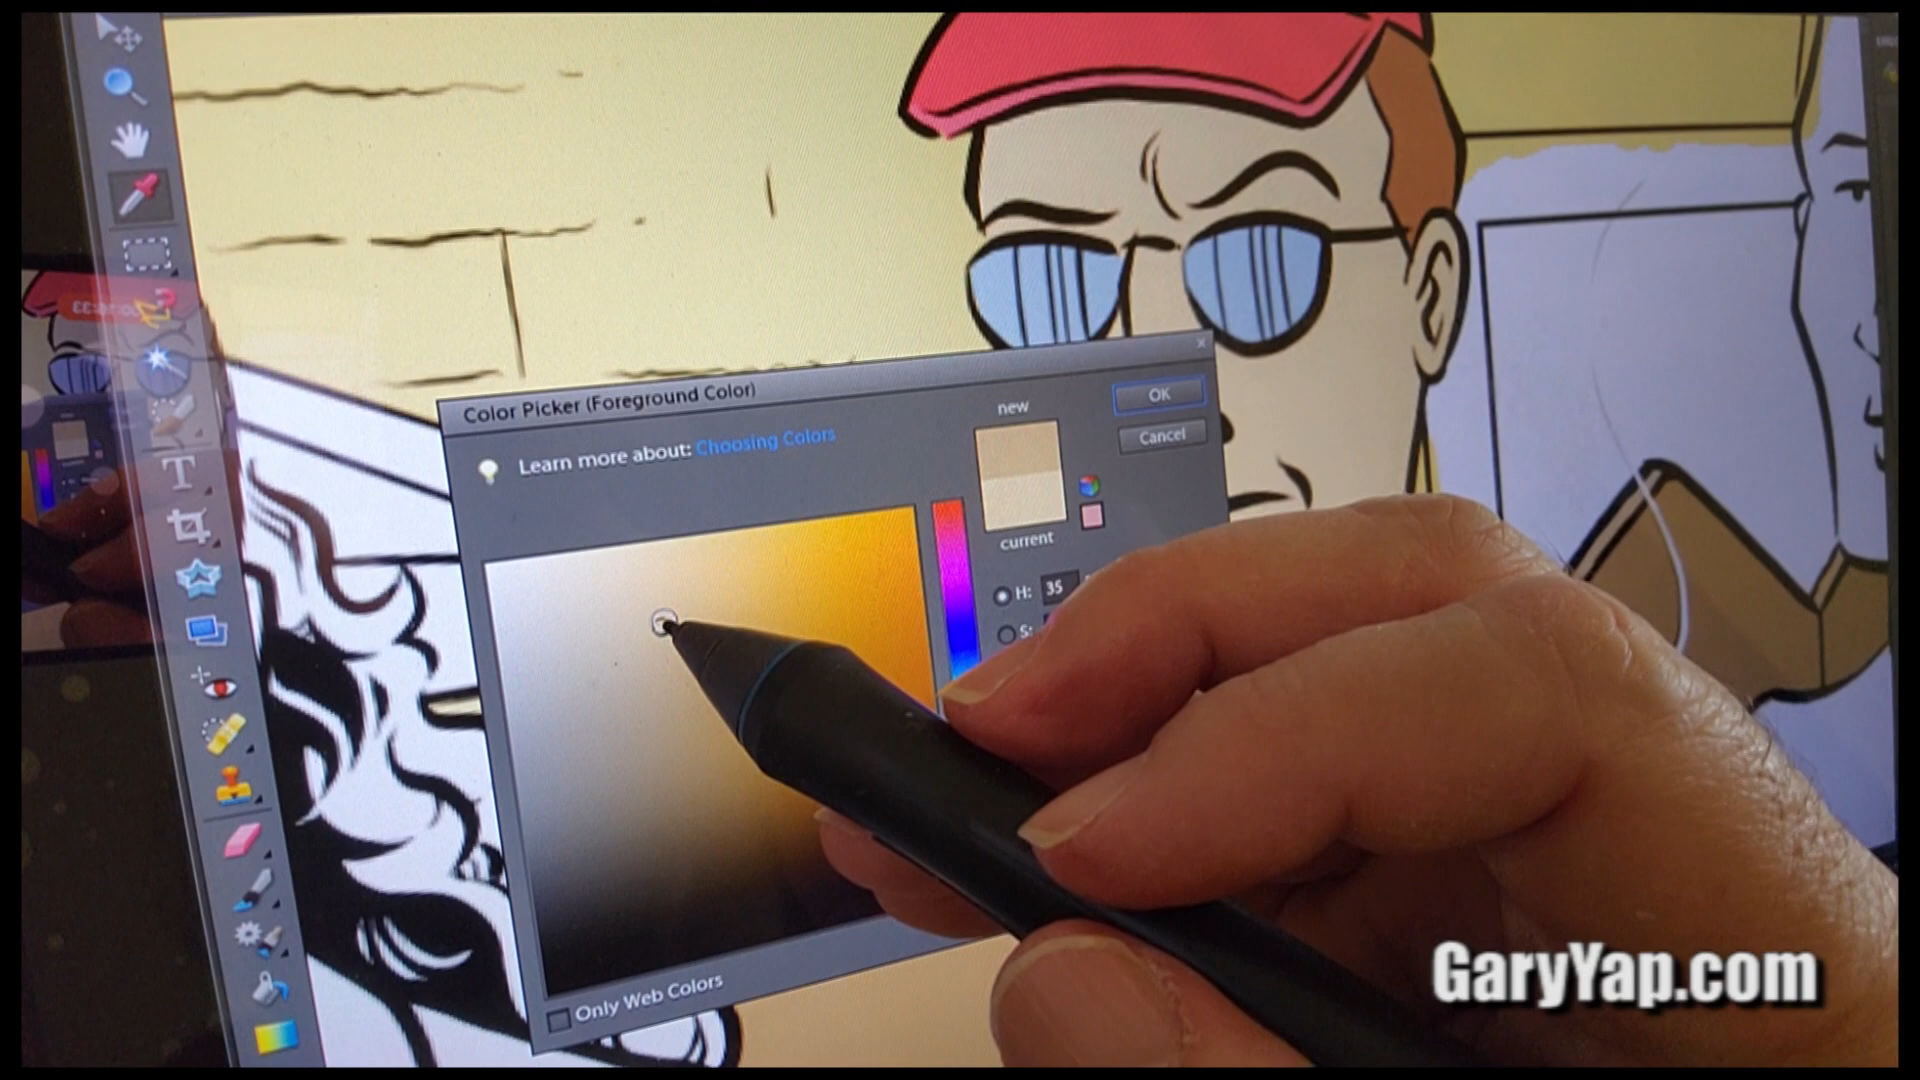 Color Picker (Foreground Color)
Learn more about: Choosing Colors
new
OK
Cancel
current
H: 35
S:
Only Web Colors
T
GaryYap.com